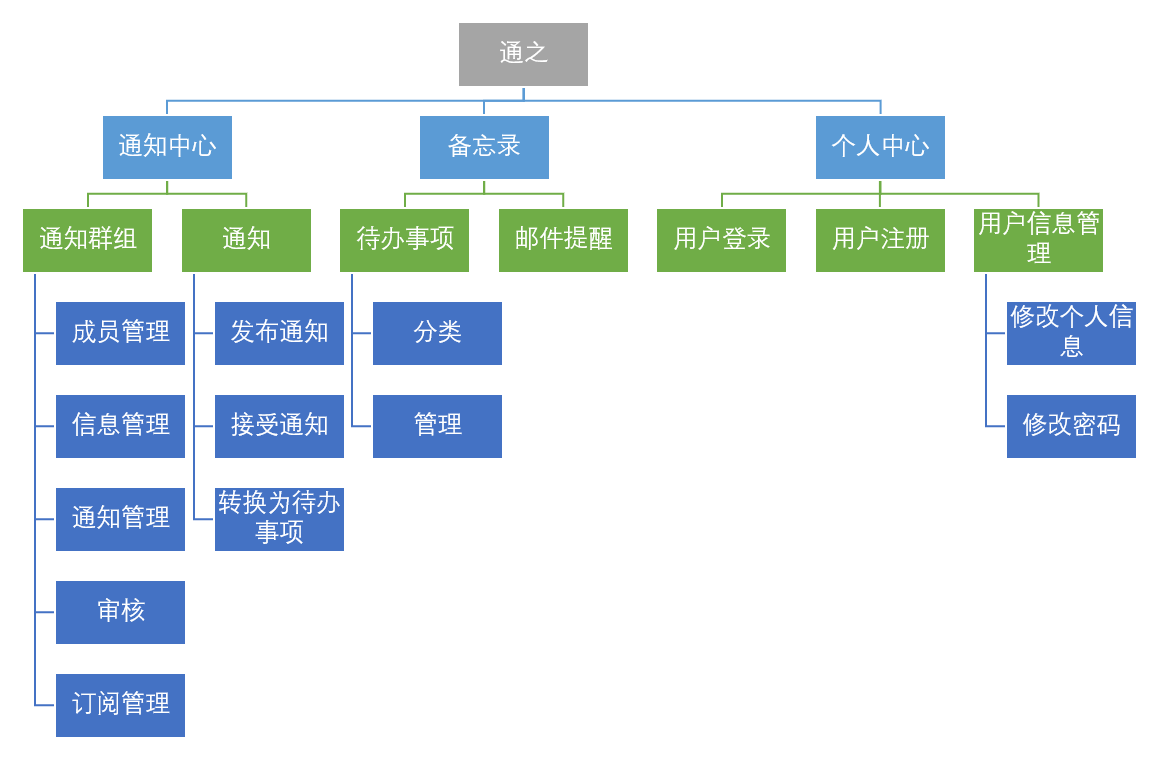 通之
通知中心
备忘录
个人中心
通知群组
通知
待办事项
邮件提醒
用户登录
用户注册
用户信息管
理
成员管理
发布通知
分类
修改个人信
息
信息管理
接受通知
管理
修改密码
通知管理
转换为待办
事项
审核
订阅管理